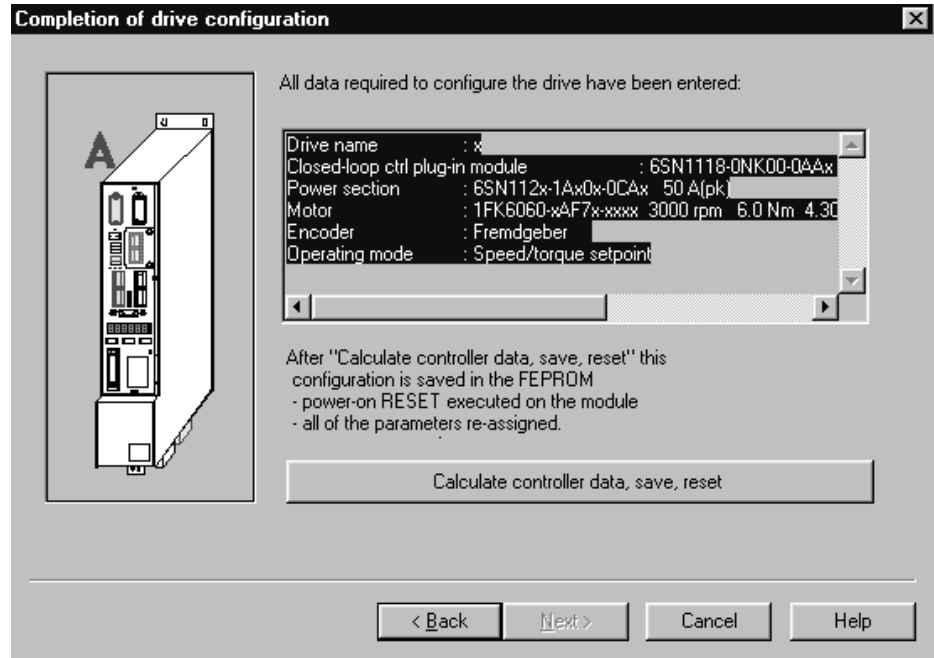 Completion of drive configuration
A
All data required to configure the drive have been entered:
Drive name : x
Closed-loop ctrl plug-in module : 6SN1118-0NK00-0AAx
Power section : 6SN112x-1Ax0x-0CAx 50 A(pk)
Motor : 1FK6060-xAF7x-xxxx 3000 rpm 6.0 Nm 4.30
Encoder : Fremdgeber
Operating mode : Speed/torque setpoint
After "Calculate controller data, save, reset" this
configuration is saved in the FEPROM
- power-on RESET executed on the module
- all of the parameters re-assigned.
Calculate controller data, save, reset
< Back
Next >
Cancel
Help